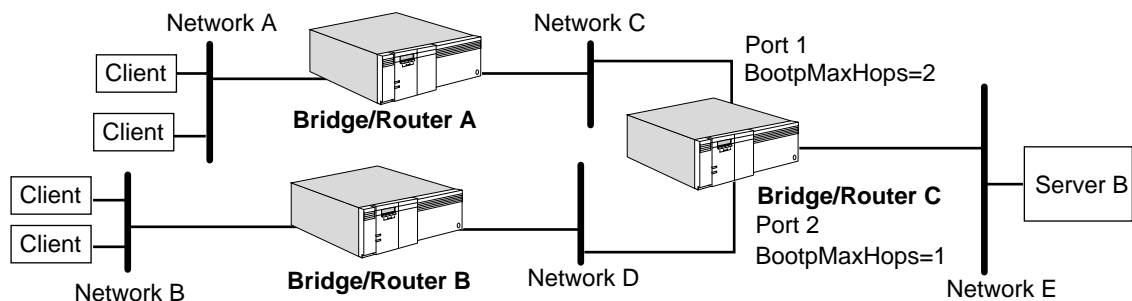 Network A
Network C
Port 1
BootpMaxHops=2
Client
Client
Bridge/Router A
Client
Client
Bridge/Router C
Server B
Port 2
BootpMaxHops=1
Bridge/Router B
Network D
Network B
Network E